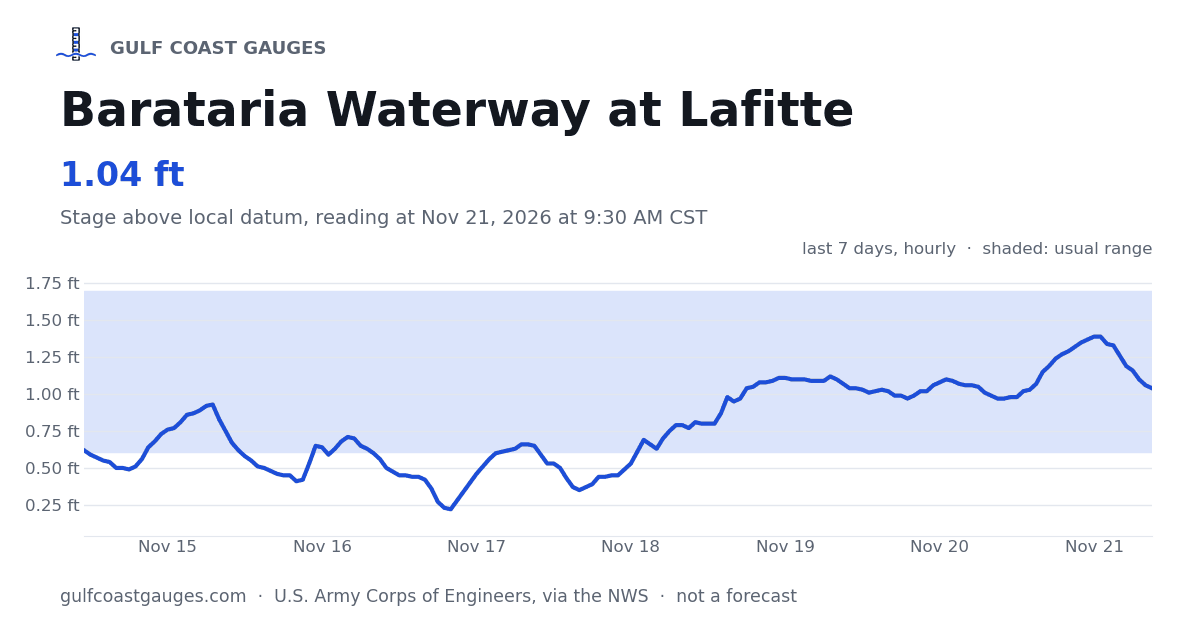 GULF COAST GAUGES
Barataria Waterway at Lafitte
1.04 ft
Stage above local datum, reading at Nov 21, 2026 at 9:30 AM CST
last 7 days, hourly · shaded: usual range
1.75 ft
1.50 ft
1.25 ft
1.00 ft
0.75 ft
0.50 ft
0.25 ft
Nov 15 Nov 16 Nov 17 Nov 18 Nov 19 Nov 20 Nov 21
gulfcoastgauges.com · U.S. Army Corps of Engineers, via the NWS · not a forecast